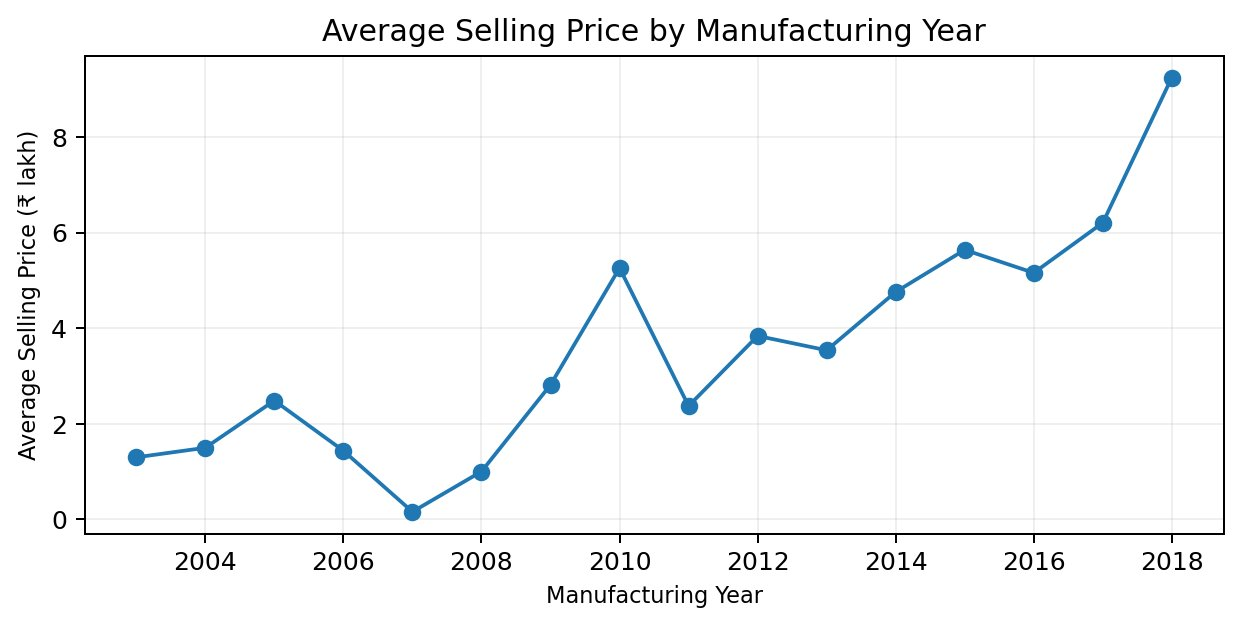 Average Selling Price by Manufacturing Year
Average Selling Price (₹ lakh)
8
6
4
2
0
2004 2006 2008 2010 2012 2014 2016 2018
Manufacturing Year